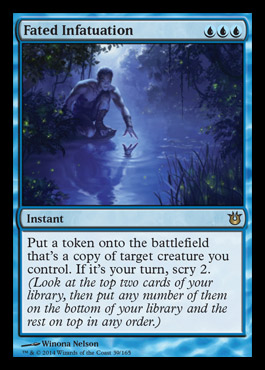 Fated Infatuation
Instant
Put a token onto the battlefield
that's a copy of target creature you
control. If it's your turn, scry 2.
(Look at the top two cards of your
library, then put any number of them
on the bottom of your library and the
rest on top in any order.)
Winona Nelson
™ & © 2014 Wizards of the Coast 39/165